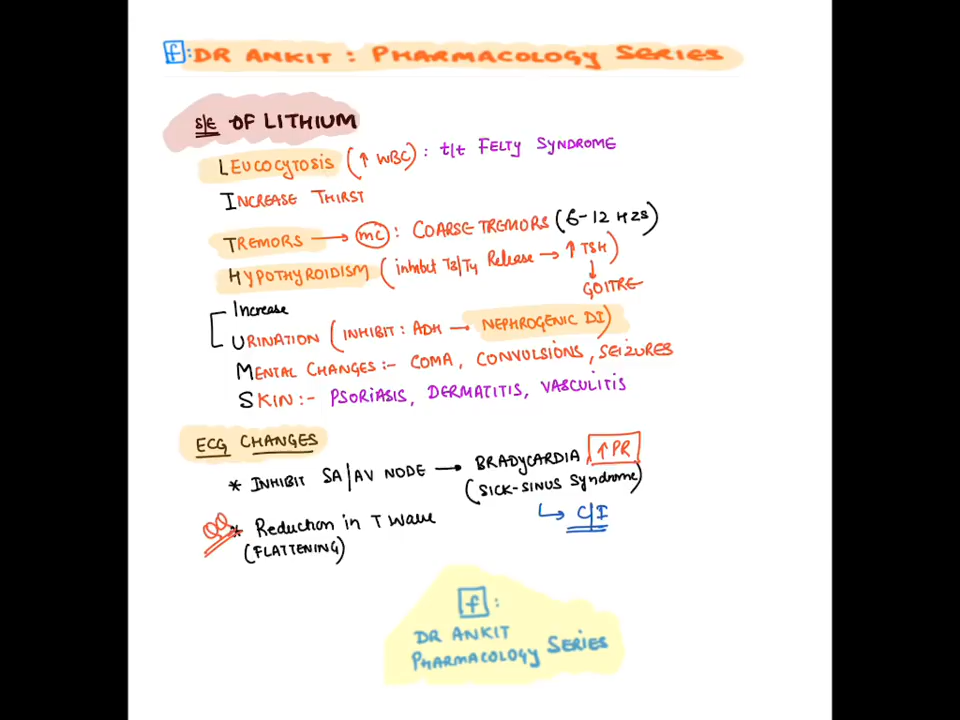 f: DR ANKIT : PHARMACOLOGY SERIES
S/E OF LITHIUM
LEUCOCYTOSIS (↑ WBC) : t/t FELTY SYNDROME
INCREASE THIRST
TREMORS → mc : COARSE TREMORS (6-12 HZS)
HYPOTHYROIDISM (inhibit T3/T4 Release → ↑ TSH)
↓
GOITRE
Increase
URINATION (INHIBIT : ADH → NEPHROGENIC DI)
MENTAL CHANGES :- COMA, CONVULSIONS, SEIZURES
SKIN :- PSORIASIS, DERMATITIS, VASCULITIS
ECG CHANGES
* INHIBIT SA/AV NODE → BRADYCARDIA ↑PR
(SICK-SINUS Syndrome)
↳ C/I
* Reduction in T wave
(FLATTENING)
f :
DR ANKIT
PHARMACOLOGY SERIES